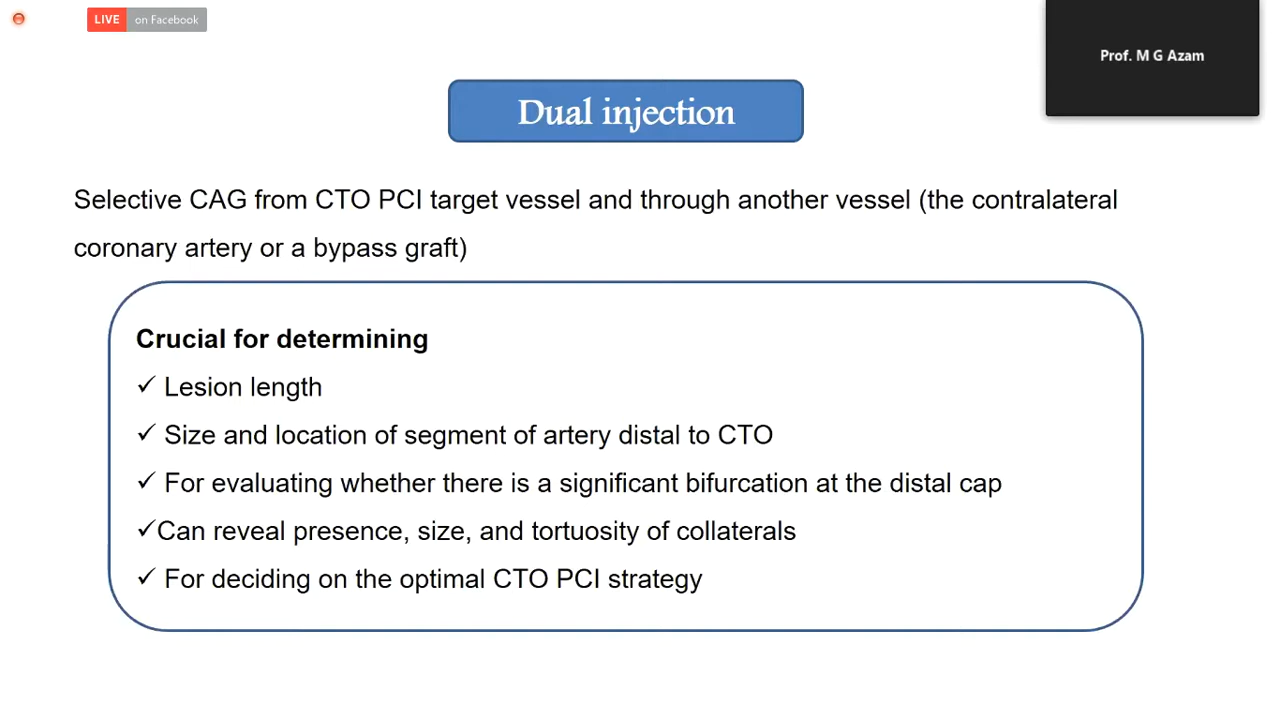 LIVE on Facebook
Prof. M G Azam
Dual injection
Selective CAG from CTO PCI target vessel and through another vessel (the contralateral
coronary artery or a bypass graft)
Crucial for determining
✓ Lesion length
✓ Size and location of segment of artery distal to CTO
✓ For evaluating whether there is a significant bifurcation at the distal cap
✓Can reveal presence, size, and tortuosity of collaterals
✓ For deciding on the optimal CTO PCI strategy